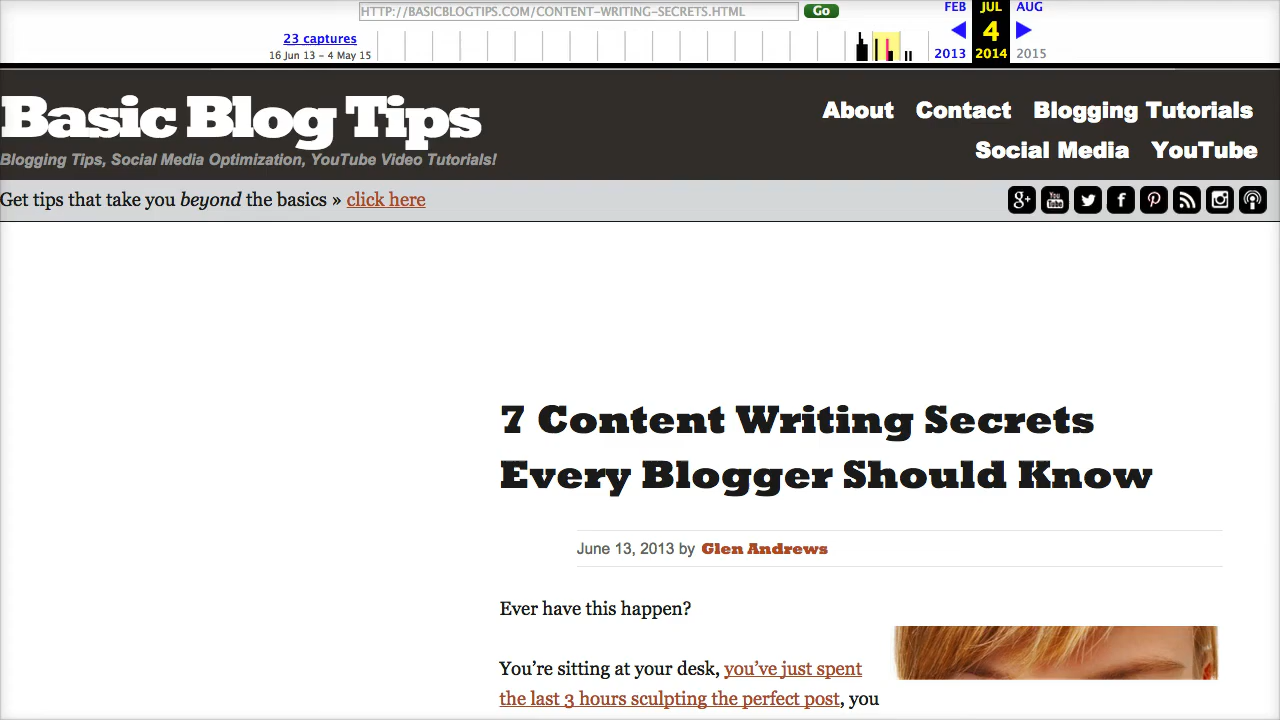 HTTP://BASICBLOGTIPS.COM/CONTENT-WRITING-SECRETS.HTML Go
FEB JUL AUG
23 captures
4
16 Jun 13 – 4 May 15
2013 2014 2015
Basic Blog Tips
Blogging Tips, Social Media Optimization, YouTube Video Tutorials!
About Contact Blogging Tutorials
Social Media YouTube
Get tips that take you beyond the basics » click here
g+ You Tube f
7 Content Writing Secrets
Every Blogger Should Know
June 13, 2013 by Glen Andrews
Ever have this happen?
You’re sitting at your desk, you’ve just spent
the last 3 hours sculpting the perfect post, you